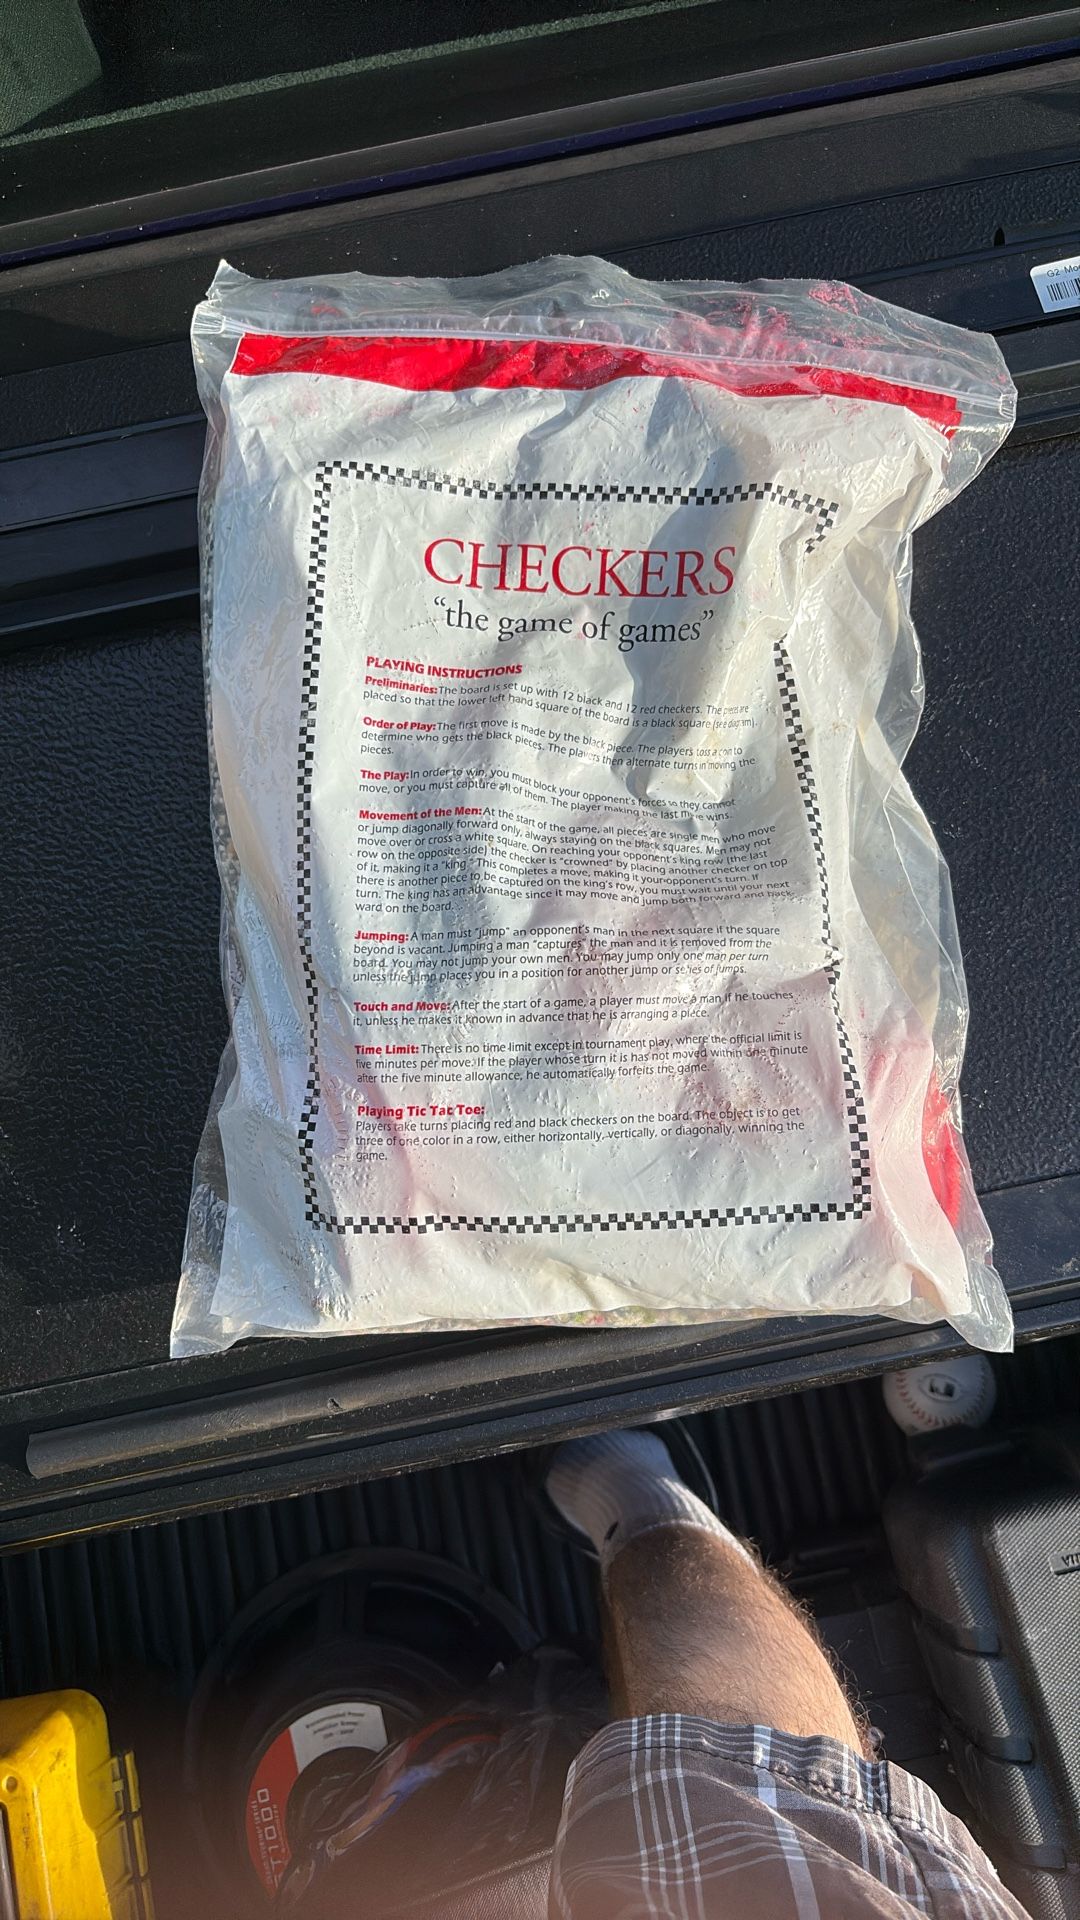 G2 Mo
CHECKERS
“the game of games”
PLAYING INSTRUCTIONS
Preliminaries: The board is set up with 12 black and 12 red checkers. The pieces are
placed so that the lower left hand square of the board is a black square (see diagram).
Order of Play: The first move is made by the black piece. The players toss a coin to
determine who gets the black pieces. The players then alternate turns in moving the
pieces.
The Play: In order to win, you must block your opponent's forces so they cannot
move, or you must capture all of them. The player making the last move wins.
Movement of the Men: At the start of the game, all pieces are single men who move
or jump diagonally forward only, always staying on the black squares. Men may not
move over or cross a white square. On reaching your opponent's king row (the last
row on the opposite side) the checker is “crowned” by placing another checker on top
of it, making it a “king.” This completes a move, making it your opponent's turn. If
there is another piece to be captured on the king's row, you must wait until your next
turn. The king has an advantage since it may move and jump both forward and back-
ward on the board.
Jumping: A man must “jump” an opponent's man in the next square if the square
beyond is vacant. Jumping a man “captures” the man and it is removed from the
board. You may not jump your own men. You may jump only one man per turn
unless the jump places you in a position for another jump or series of jumps.
Touch and Move: After the start of a game, a player must move a man if he touches
it, unless he makes it known in advance that he is arranging a piece.
Time Limit: There is no time limit except in tournament play, where the official limit is
five minutes per move. If the player whose turn it is has not moved within one minute
after the five minute allowance, he automatically forfeits the game.
Playing Tic Tac Toe:
Players take turns placing red and black checkers on the board. The object is to get
three of one color in a row, either horizontally, vertically, or diagonally, winning the
game.